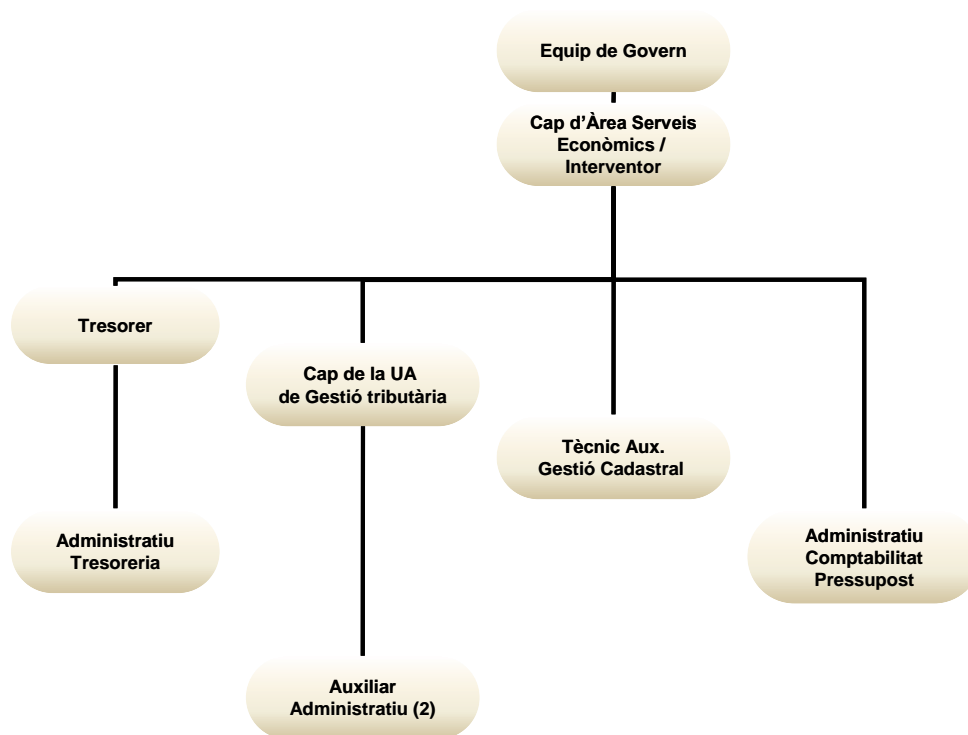 Equip de Govern
Cap d’Àrea Serveis
Econòmics /
Interventor
Tresorer
Cap de la UA
de Gestió tributària
Tècnic Aux.
Gestió Cadastral
Administratiu
Tresoreria
Administratiu
Comptabilitat
Pressupost
Auxiliar
Administratiu (2)